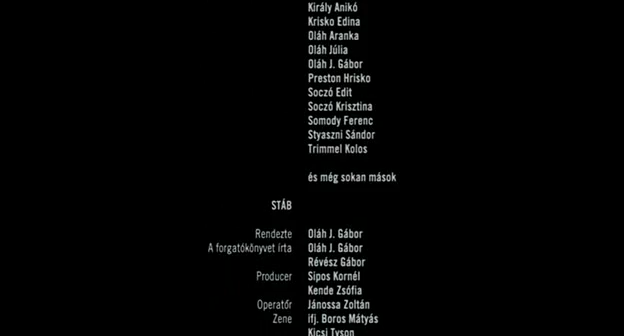 Király Anikó
Krisko Edina
Oláh Aranka
Oláh Júlia
Oláh J. Gábor
Preston Hrisko
Soczó Edit
Soczó Krisztina
Somody Ferenc
Styaszni Sándor
Trimmel Kolos
és még sokan mások
STÁB
Rendezte Oláh J. Gábor
A forgatókönyvet írta Oláh J. Gábor
Révész Gábor
Producer Sipos Kornél
Kende Zsófia
Operatőr Jánossa Zoltán
Zene ifj. Boros Mátyás
Kicsi Tyson